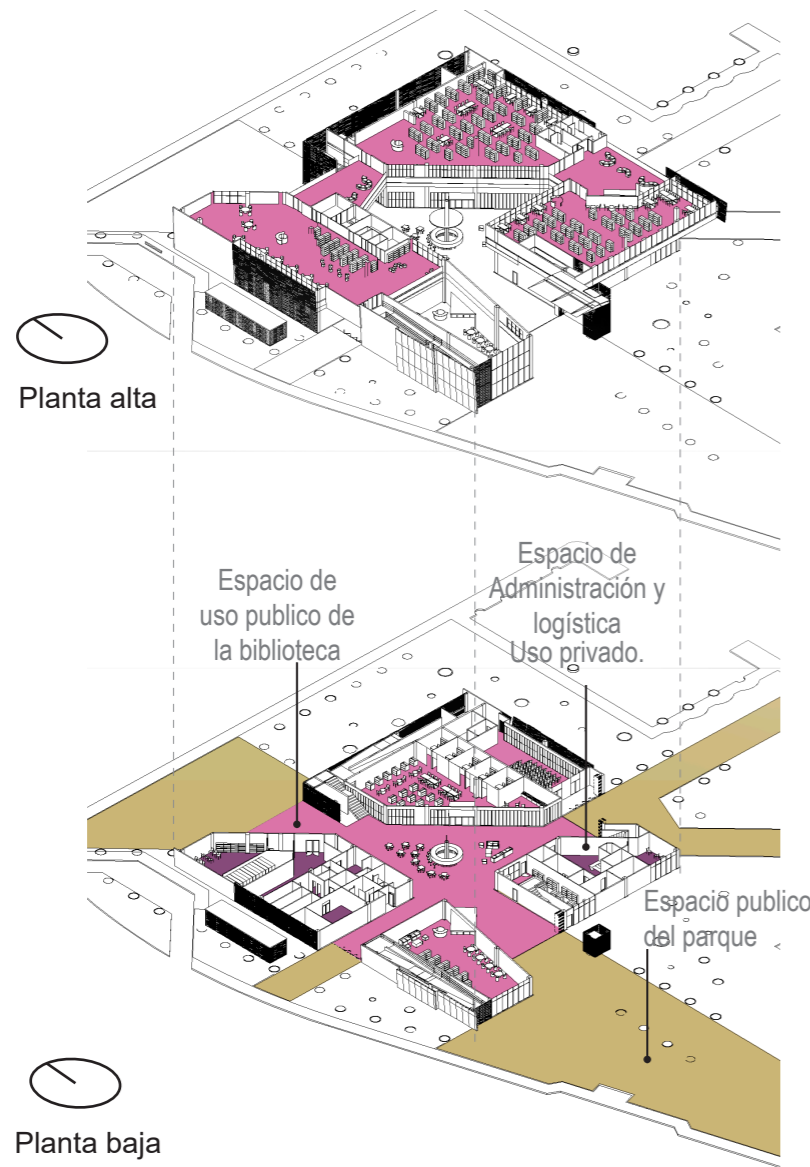 Planta alta
Espacio de
uso publico de
la biblioteca
Espacio de
Administración y
logística
Uso privado.
Espacio publico
del parque
Planta baja